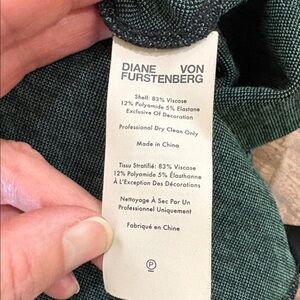 DIANE VON
FURSTENBERG
Shell: 83% Viscose
12% Polyamide 5% Elastane
Exclusive Of Decoration
Professional Dry Clean Only
Made in China
Tissu Stratifié: 83% Viscose
12% Polyamide 5% Élasthanne
À L'Exception Des Décorations
Nettoyage À Sec Par Un
Professionnel Uniquement
Fabriqué en Chine
P